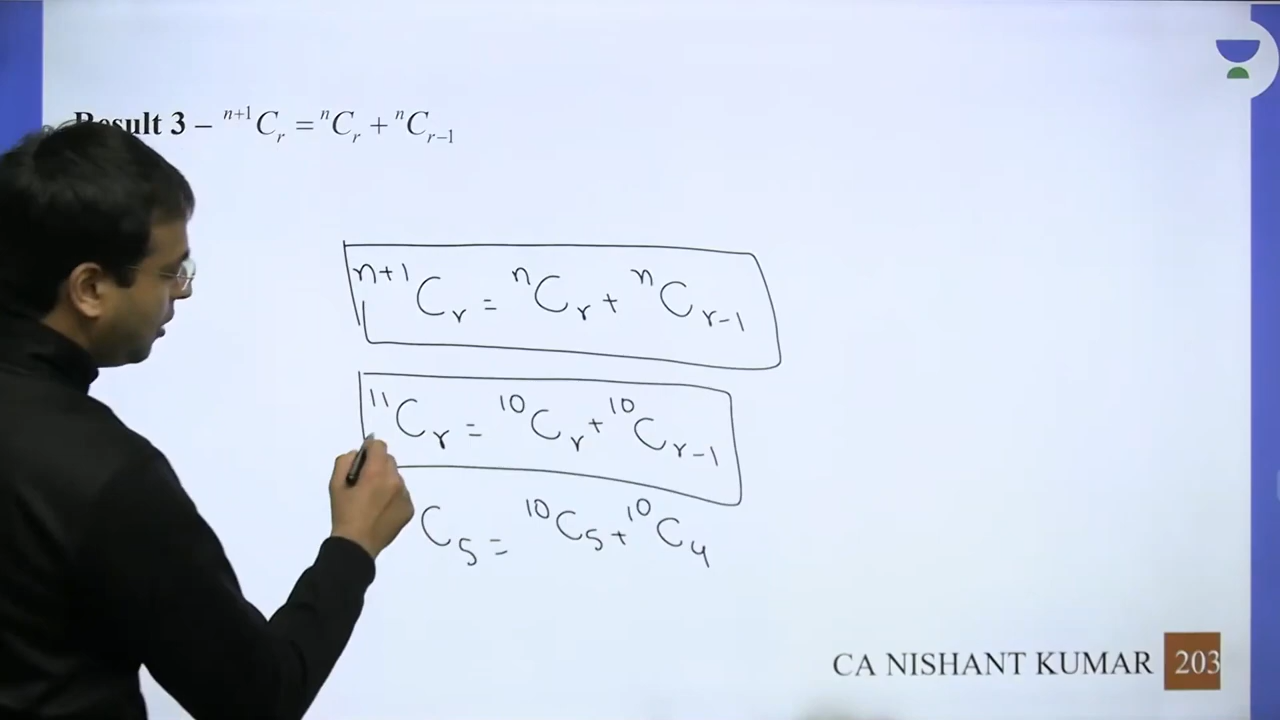 Result 3 – ⁿ⁺¹Cᵣ = ⁿCᵣ + ⁿCᵣ₋₁
ⁿ⁺¹Cᵣ = ⁿCᵣ + ⁿCᵣ₋₁
¹¹Cᵣ = ¹⁰Cᵣ + ¹⁰Cᵣ₋₁
C₅ = ¹⁰C₅ + ¹⁰C₄
CA NISHANT KUMAR 203